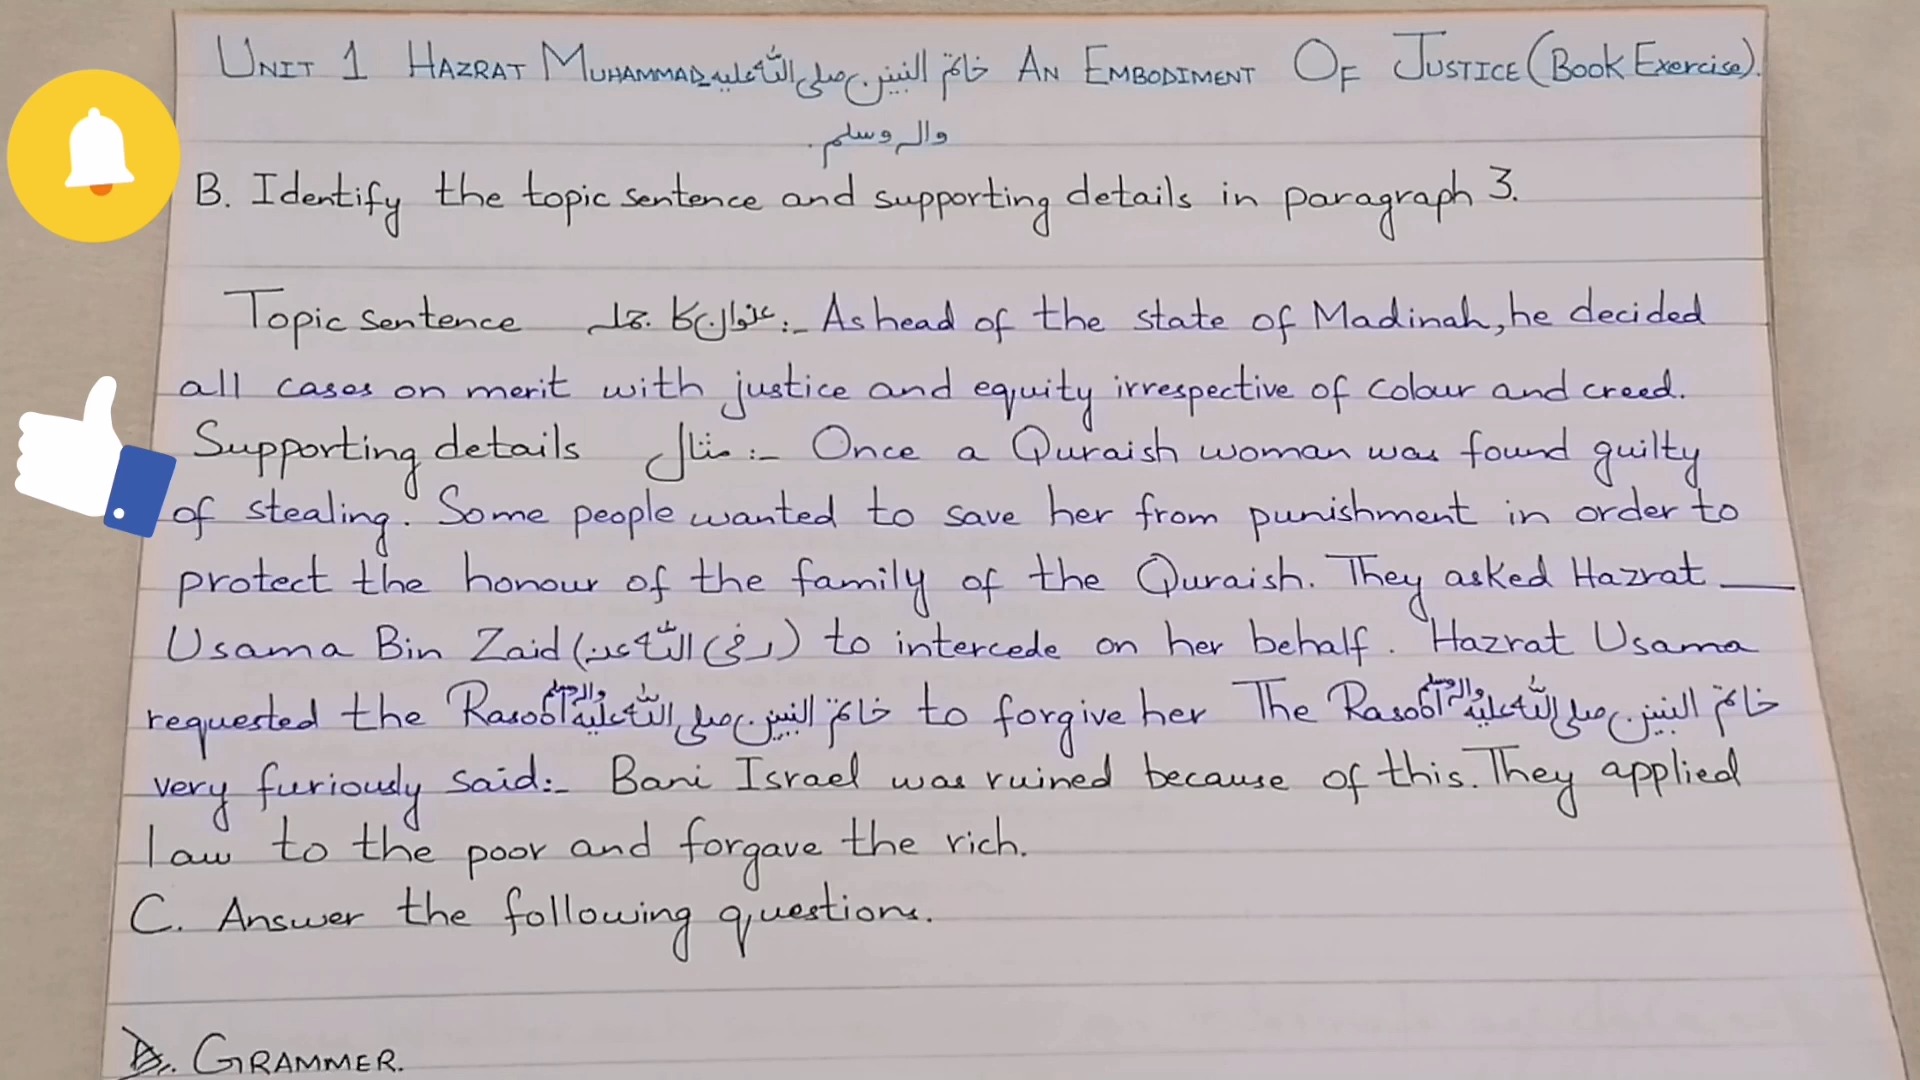 UNIT 1 HAZRAT MUHAMMAD خاتم النبیین صلی اللہ علیہ AN EMBODIMENT OF JUSTICE (Book Exercise).
والہ وسلم.
B. Identify the topic sentence and supporting details in paragraph 3.
Topic sentence عنوان کا جملہ :- As head of the state of Madinah, he decided
all cases on merit with justice and equity irrespective of colour and creed.
Supporting details مثال :- Once a Quraish woman was found guilty
of stealing. Some people wanted to save her from punishment in order to
protect the honour of the family of the Quraish. They asked Hazrat
Usama Bin Zaid (رضی اللہ عنہ) to intercede on her behalf. Hazrat Usama
requested the Rasool خاتم النبیین صلی اللہ علیہ والہ وسلم to forgive her The Rasool خاتم النبیین صلی اللہ علیہ والہ وسلم
very furiously said:- Bani Israel was ruined because of this. They applied
law to the poor and forgave the rich.
C. Answer the following questions.
D. GRAMMER.